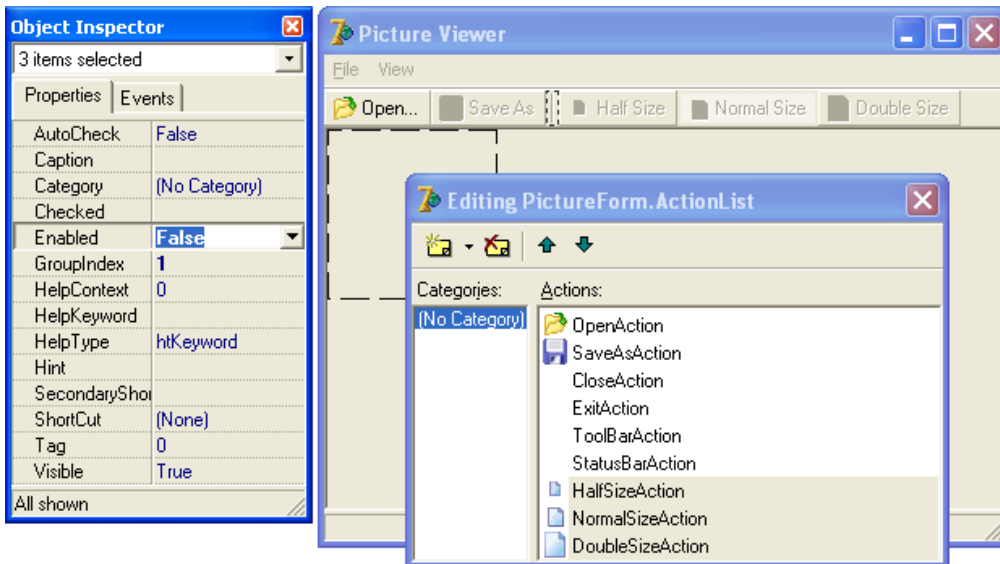 Object Inspector
3 items selected
Properties Events
AutoCheck False
Caption
Category (No Category)
Checked
Enabled False
GroupIndex 1
HelpContext 0
HelpKeyword
HelpType htKeyword
Hint
SecondaryShor
ShortCut (None)
Tag 0
Visible True
All shown
Picture Viewer
File View
Open... Save As Half Size Normal Size Double Size
Editing PictureForm.ActionList
Categories: Actions:
(No Category)
OpenAction
SaveAsAction
CloseAction
ExitAction
ToolBarAction
StatusBarAction
HalfSizeAction
NormalSizeAction
DoubleSizeAction